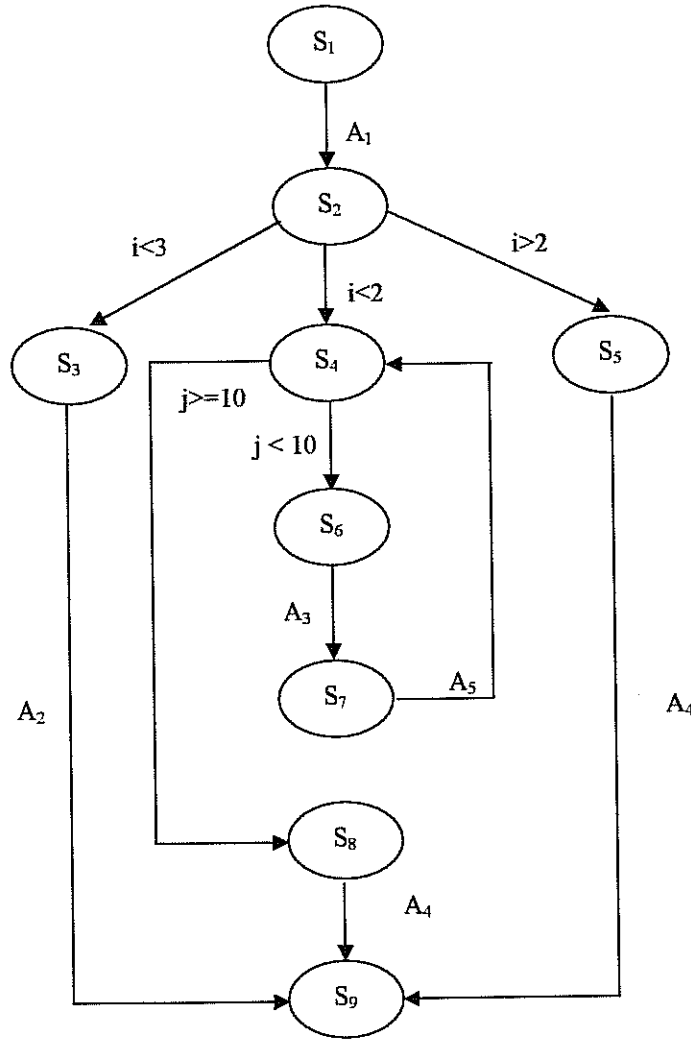 S₁
A₁
S₂
i<3
i>2
i<2
S₃
S₄
S₅
j>=10
j < 10
S₆
A₃
S₇
A₅
A₂
A₄
S₈
A₄
S₉